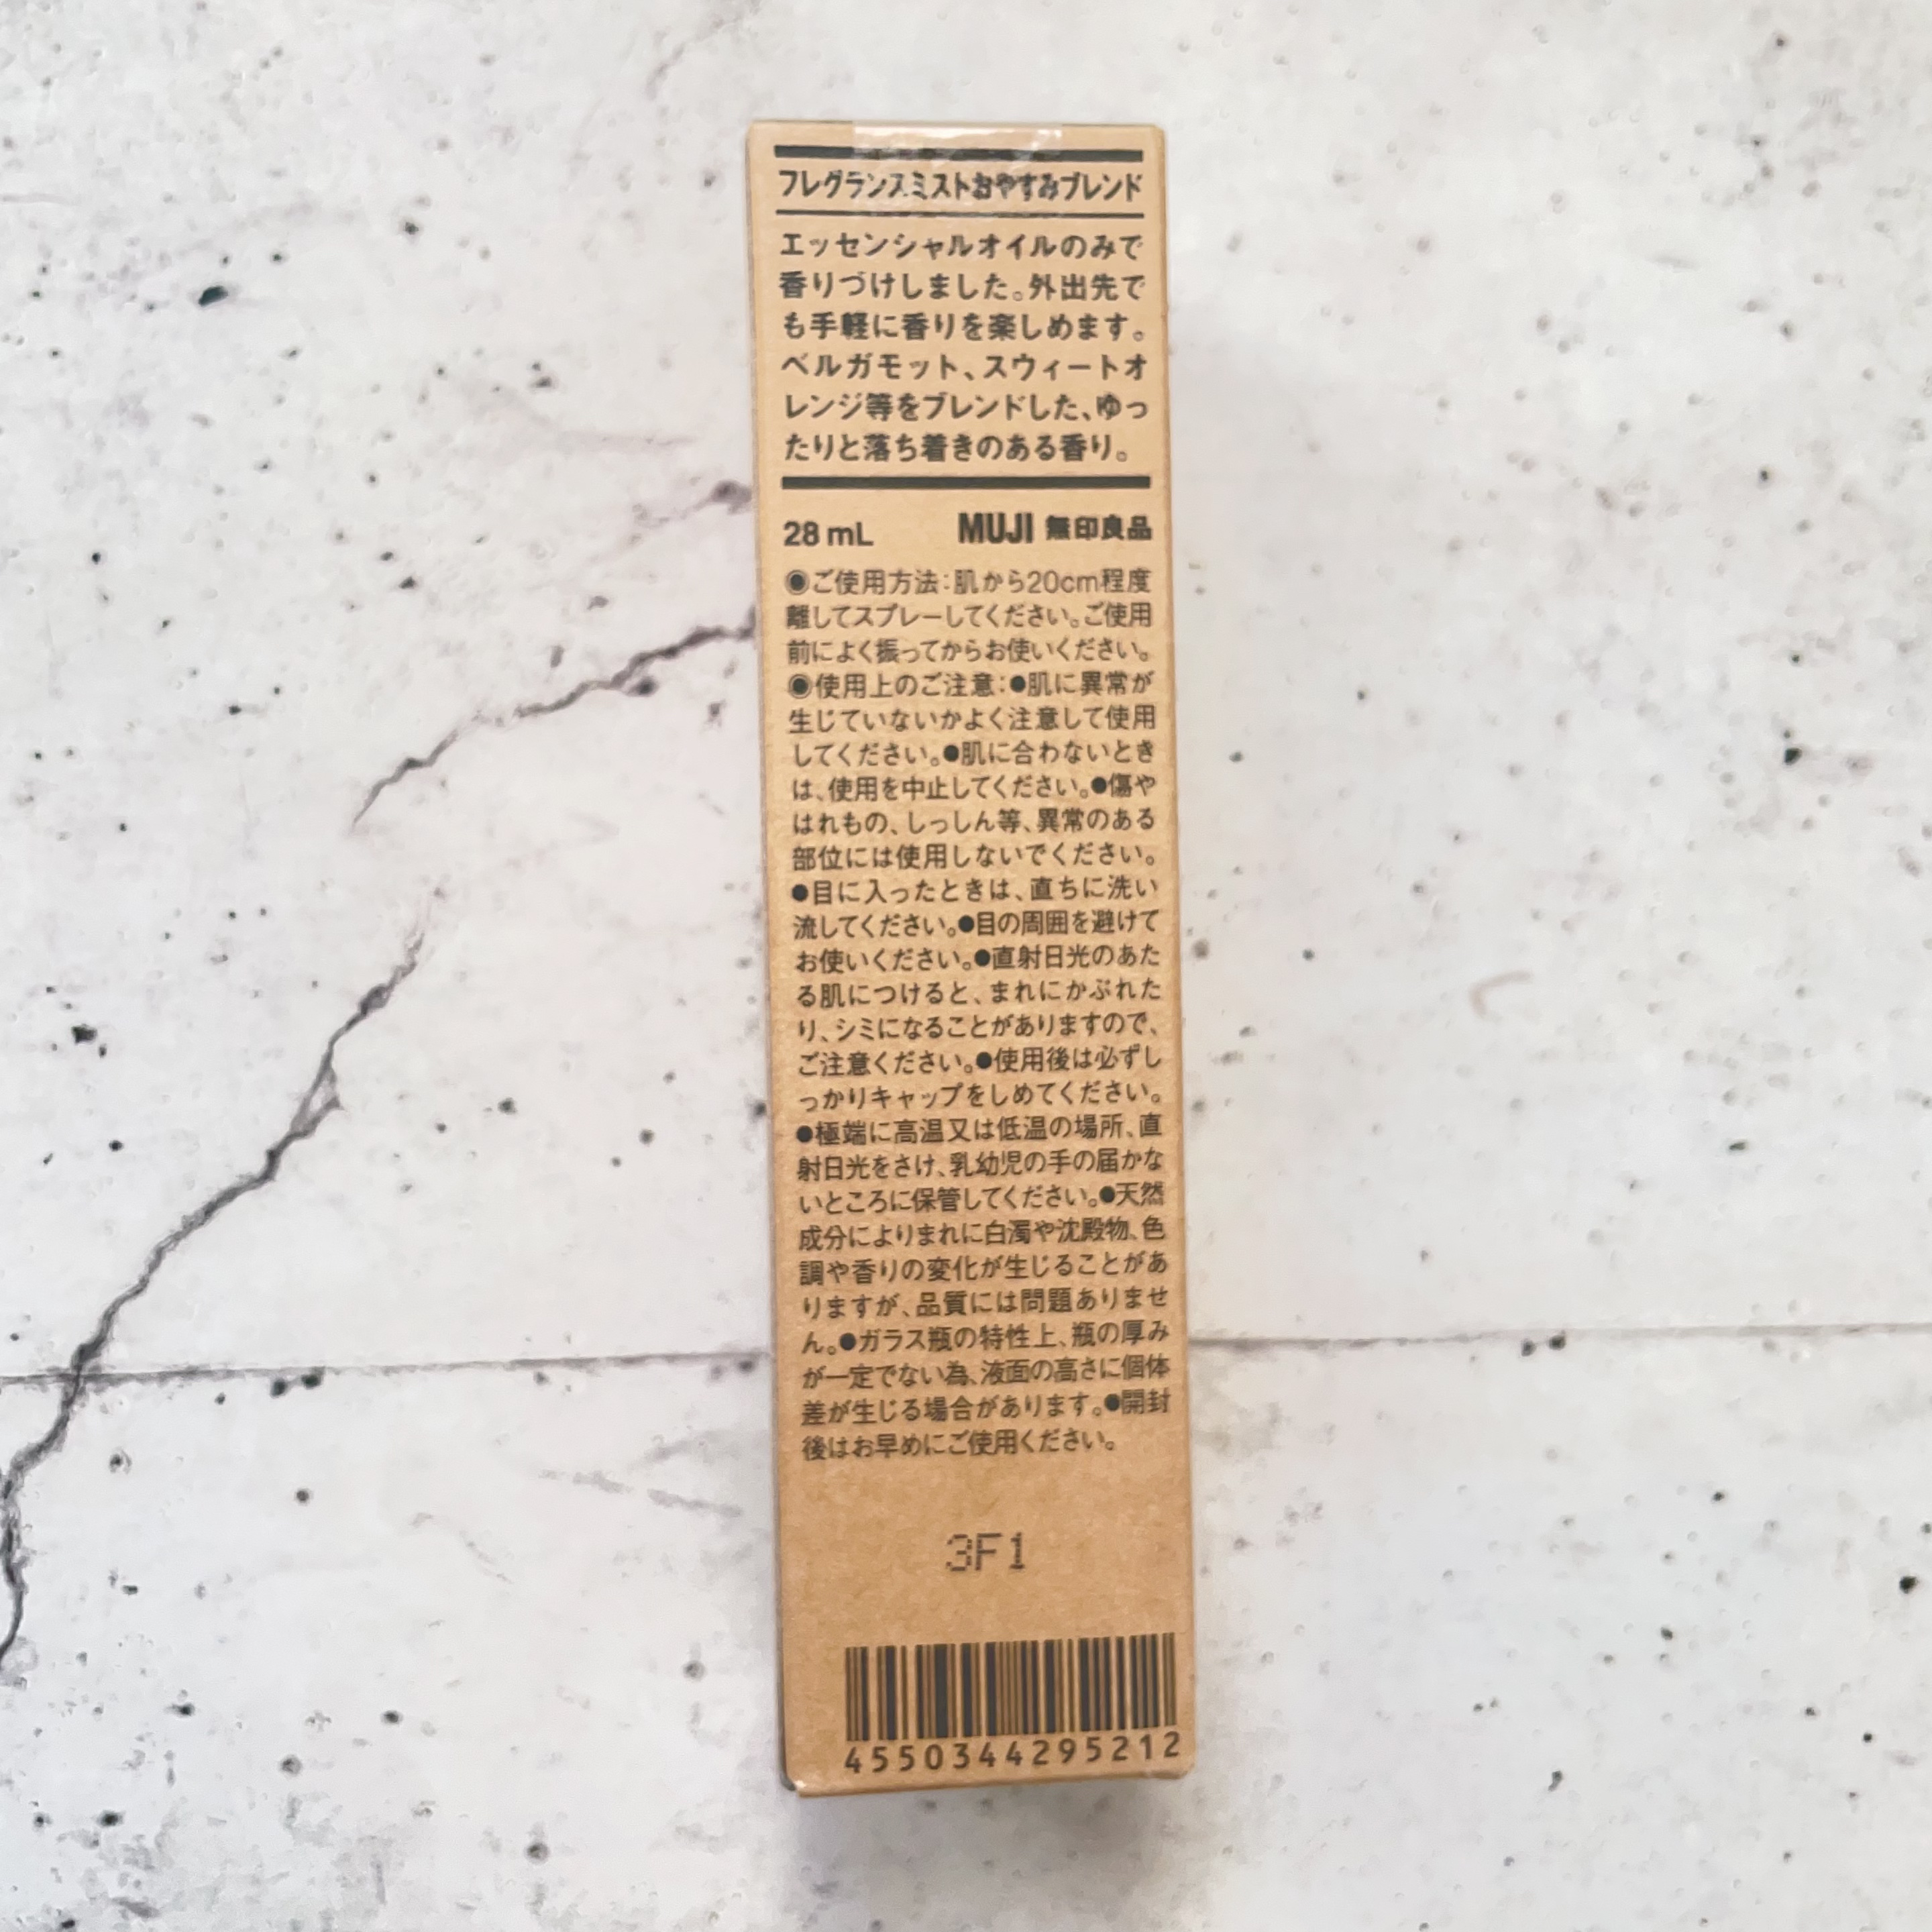 フレグランスミストおやすみブレンド
エッセンシャルオイルのみで
香りづけしました。外出先で
も手軽に香りを楽しめます。
ベルガモット、スウィートオ
レンジ等をブレンドした、ゆっ
たりと落ち着きのある香り。
28 mL MUJI 無印良品
◉ご使用方法:肌から20cm程度
離してスプレーしてください。ご使用
前によく振ってからお使いください。
◉使用上のご注意:●肌に異常が
生じていないかよく注意して使用
してください。●肌に合わないとき
は、使用を中止してください。●傷や
はれもの、しっしん等、異常のある
部位には使用しないでください。
●目に入ったときは、直ちに洗い
流してください。●目の周囲を避けて
お使いください。●直射日光のあた
る肌につけると、まれにかぶれた
り、シミになることがありますので、
ご注意ください。●使用後は必ずし
っかりキャップをしめてください。
●極端に高温又は低温の場所、直
射日光をさけ、乳幼児の手の届かな
いところに保管してください。●天然
成分によりまれに白濁や沈殿物、色
調や香りの変化が生じることがあ
りますが、品質には問題ありませ
ん。●ガラス瓶の特性上、瓶の厚み
が一定でない為、液面の高さに個体
差が生じる場合があります。●開封
後はお早めにご使用ください。
3F1
4550344295212